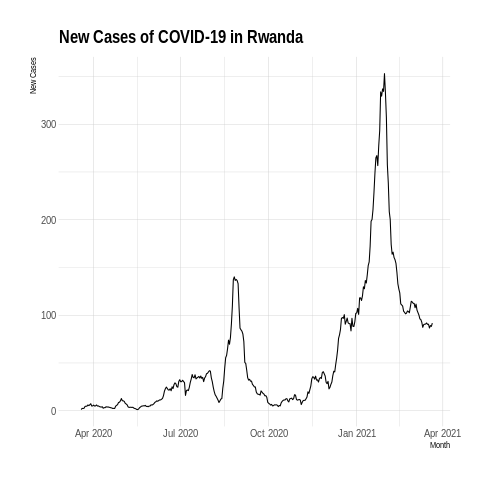 New Cases of COVID-19 in Rwanda
New Cases
300
200
100
0
Apr 2020 Jul 2020 Oct 2020 Jan 2021 Apr 2021
Month